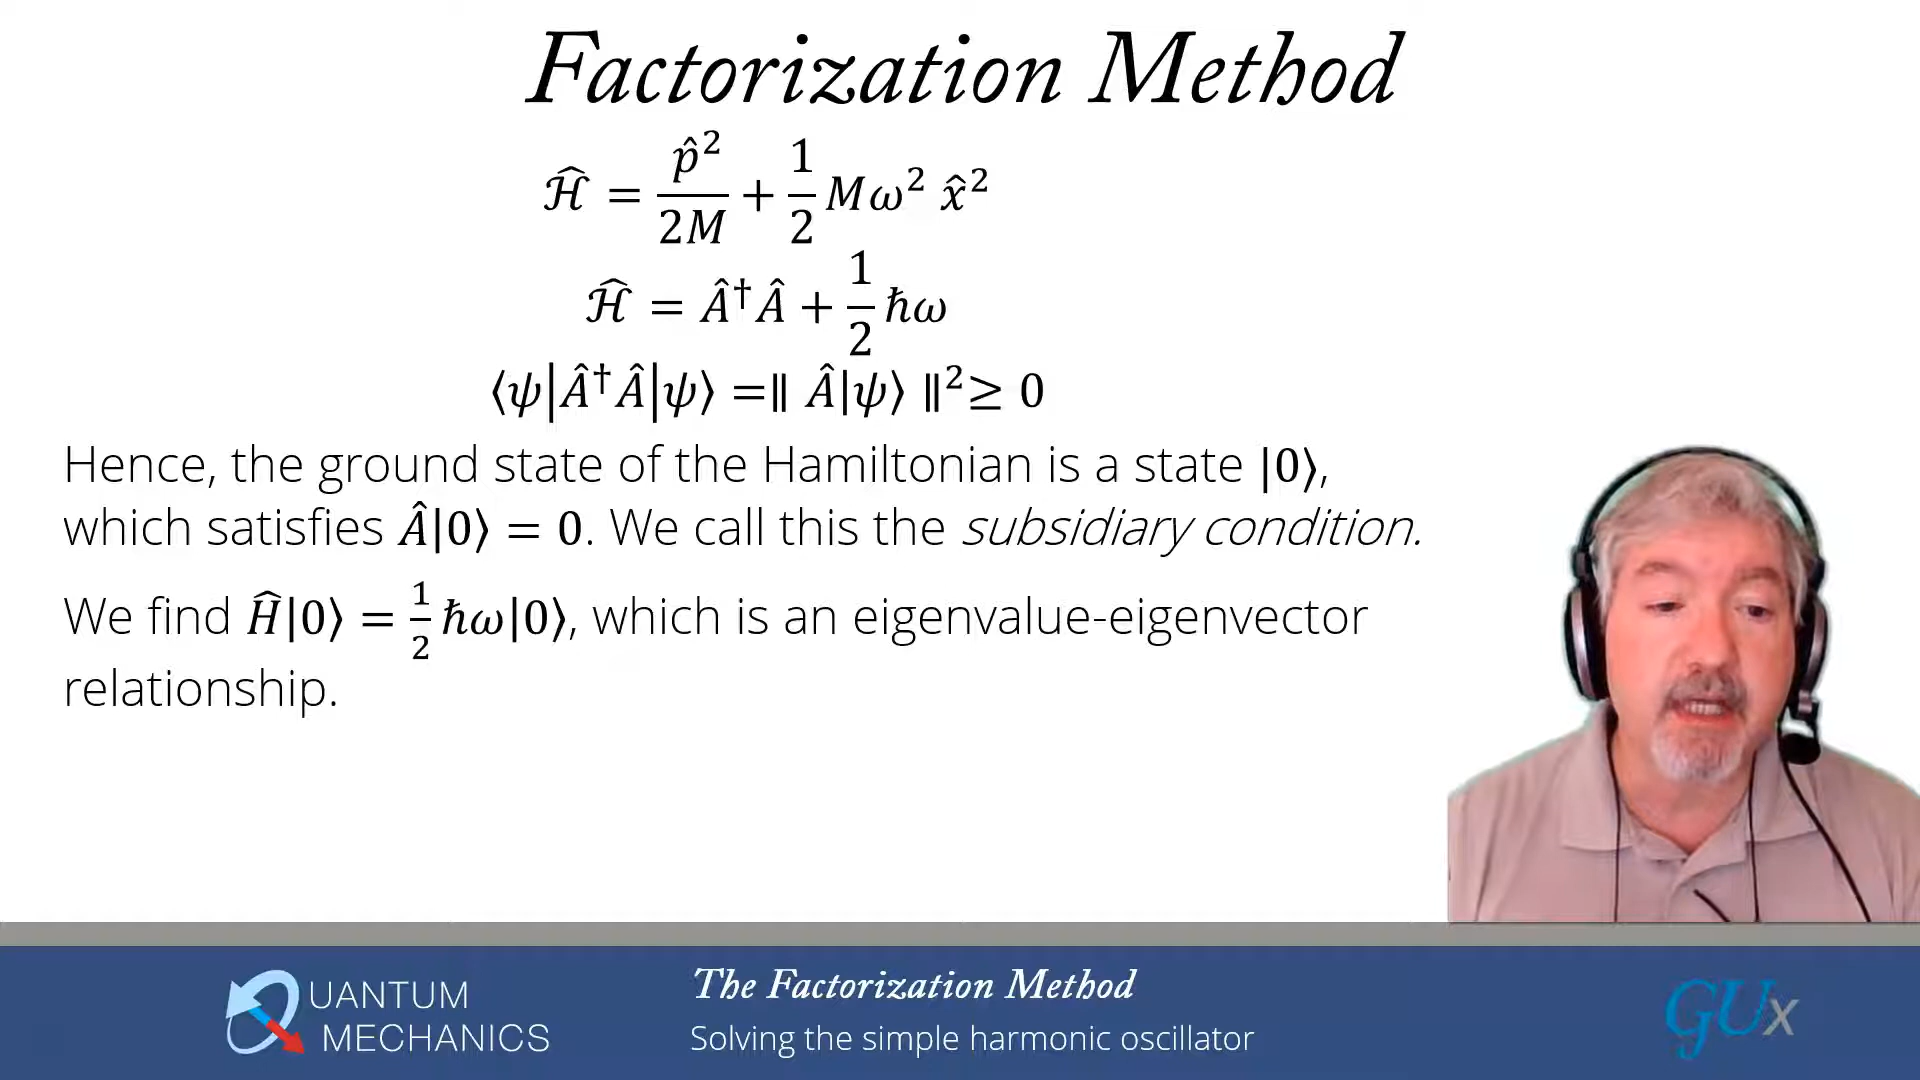 Factorization Method
ℋ̂ = p̂²/2M + 1/2 Mω² x̂²
ℋ̂ = Â†Â + 1/2 ħω
⟨ψ|Â†Â|ψ⟩ =‖ Â|ψ⟩ ‖²≥ 0
Hence, the ground state of the Hamiltonian is a state |0⟩,
which satisfies Â|0⟩ = 0. We call this the subsidiary condition.
We find Ĥ|0⟩ = 1/2 ħω|0⟩, which is an eigenvalue-eigenvector
relationship.
QUANTUM
MECHANICS
The Factorization Method
Solving the simple harmonic oscillator
GUx